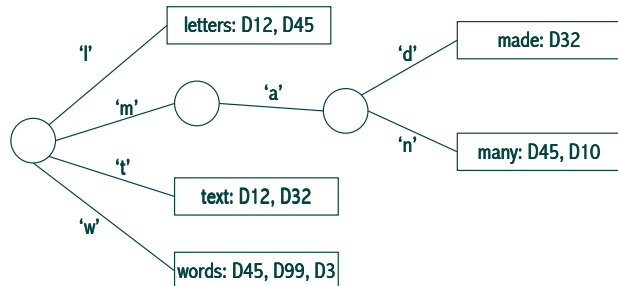 letters: D12, D45
‘l’
‘d’
made: D32
‘m’
‘a’
‘n’
many: D45, D10
‘t’
text: D12, D32
‘w’
words: D45, D99, D3